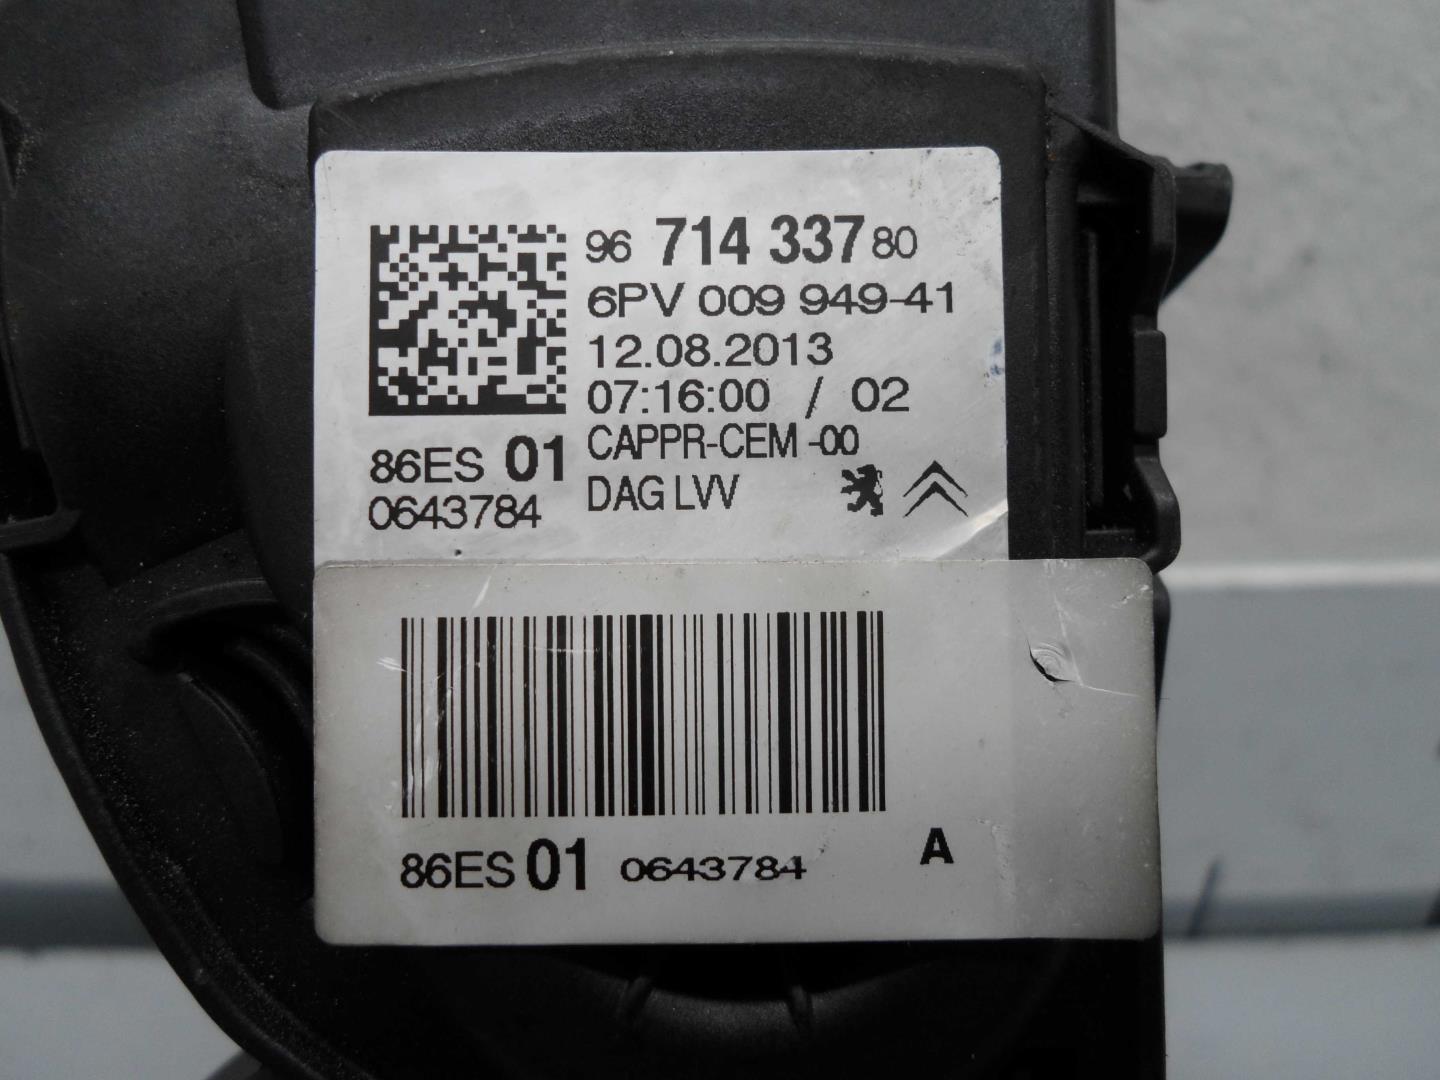 96 714 337 80
6PV 009 949-41
12.08.2013
07:16:00 / 02
CAPPR-CEM -00
86ES 01
DAG LVV
0643784
86ES 01 0643784 A